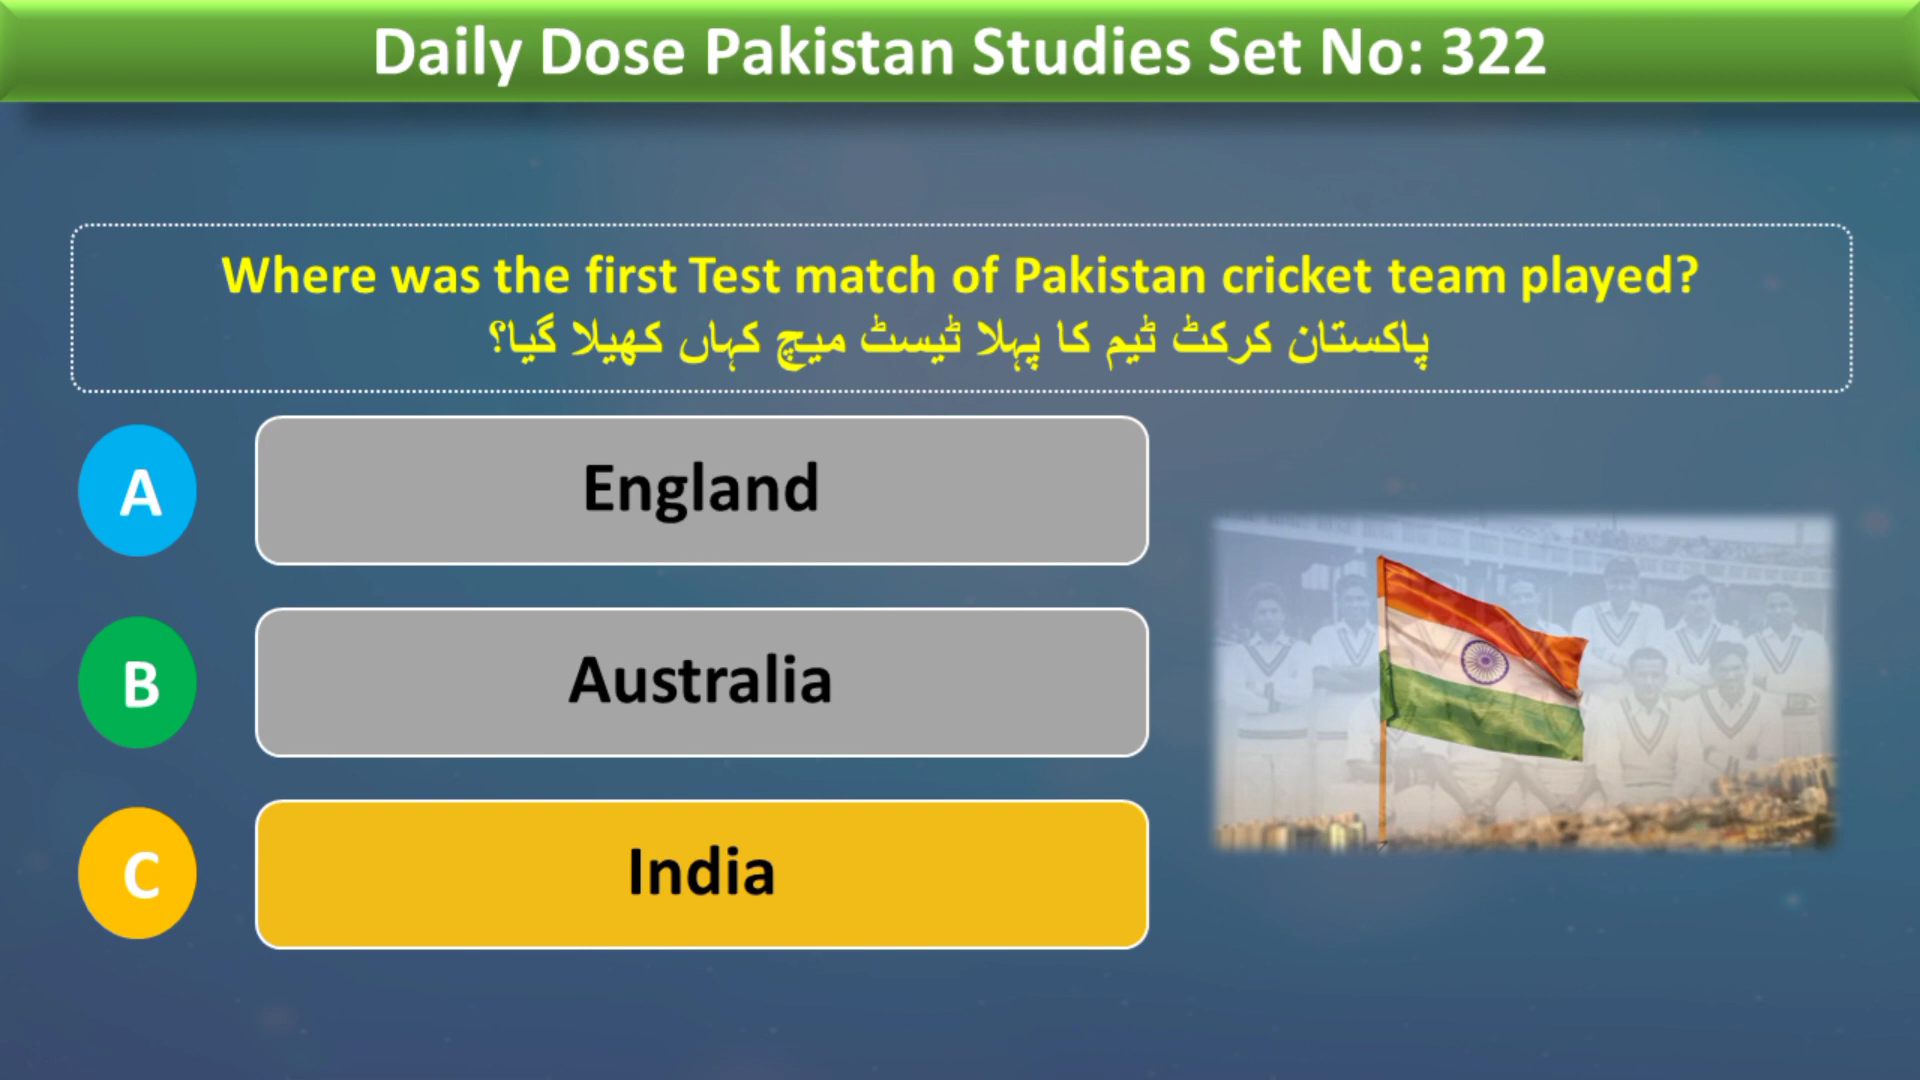 Daily Dose Pakistan Studies Set No: 322
Where was the first Test match of Pakistan cricket team played?
پاکستان کرکٹ ٹیم کا پہلا ٹیسٹ میچ کہاں کھیلا گیا؟
A
England
B
Australia
C
India